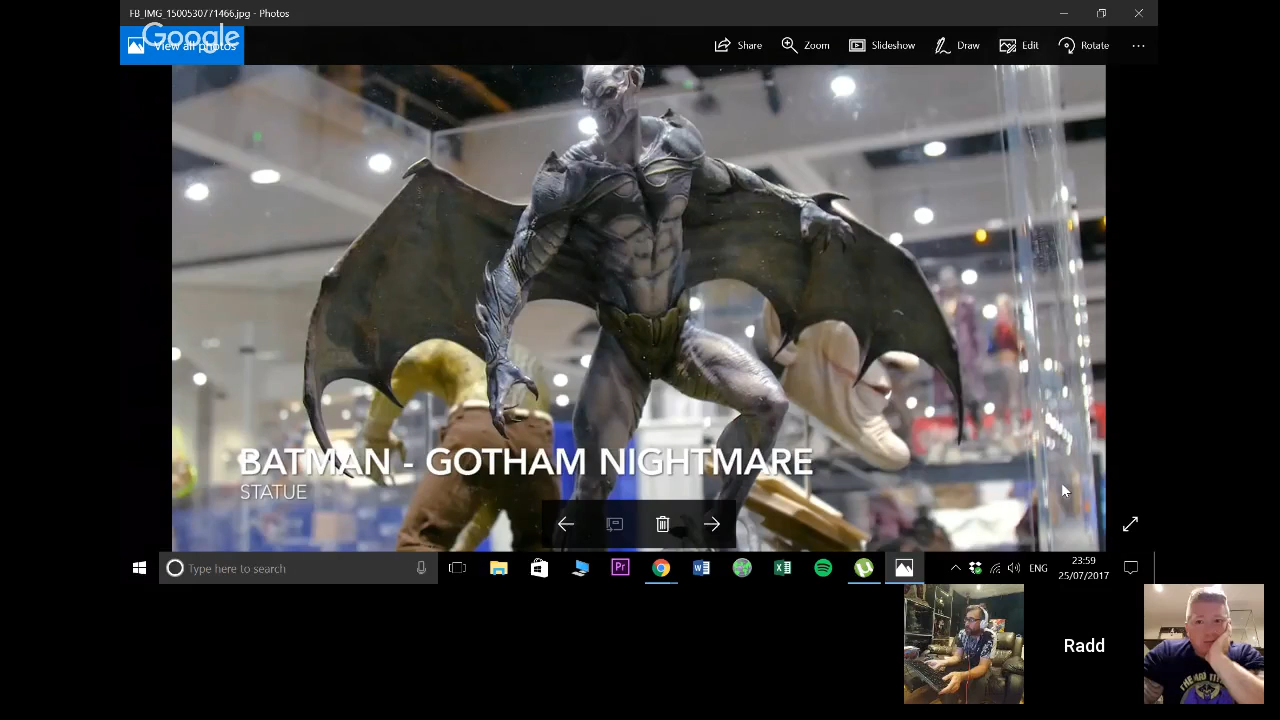 FB_IMG_1500530771466.jpg - Photos
Google
View all photos
Share Zoom Slideshow Draw Edit Rotate
BATMAN - GOTHAM NIGHTMARE
STATUE
Type here to search
Pr
ENG
23:59
25/07/2017
Radd